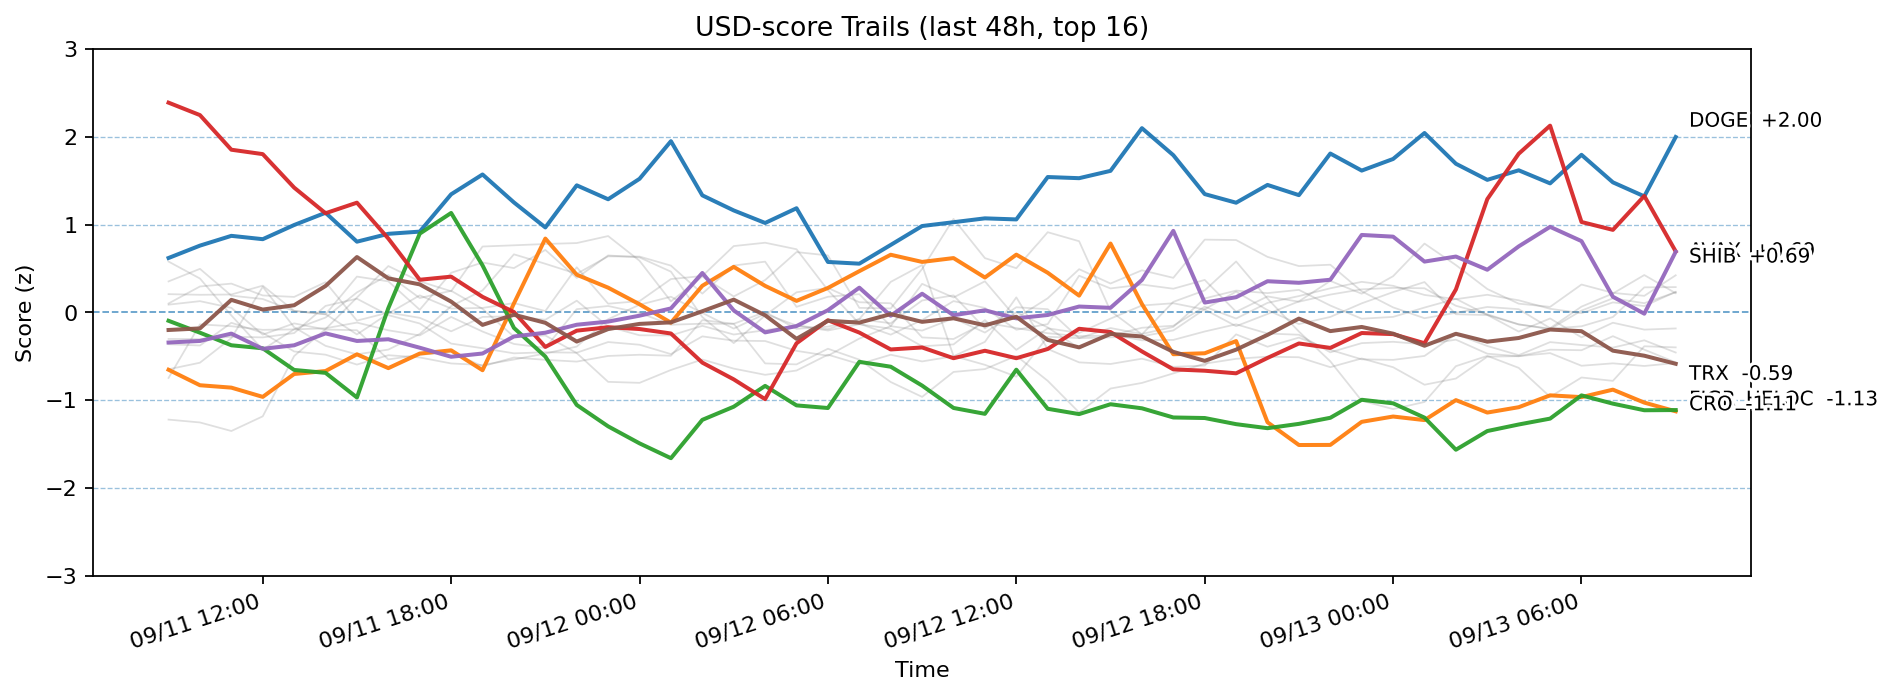 USD-score Trails (last 48h, top 16)
Score (z)
3
2
1
0
−1
−2
−3
DOGE +2.00
SHIB +0.69
TRX -0.59
-1.13
CRO -1.11
09/11 12:00
09/11 18:00
09/12 00:00
09/12 06:00
09/12 12:00
09/12 18:00
09/13 00:00
09/13 06:00
Time